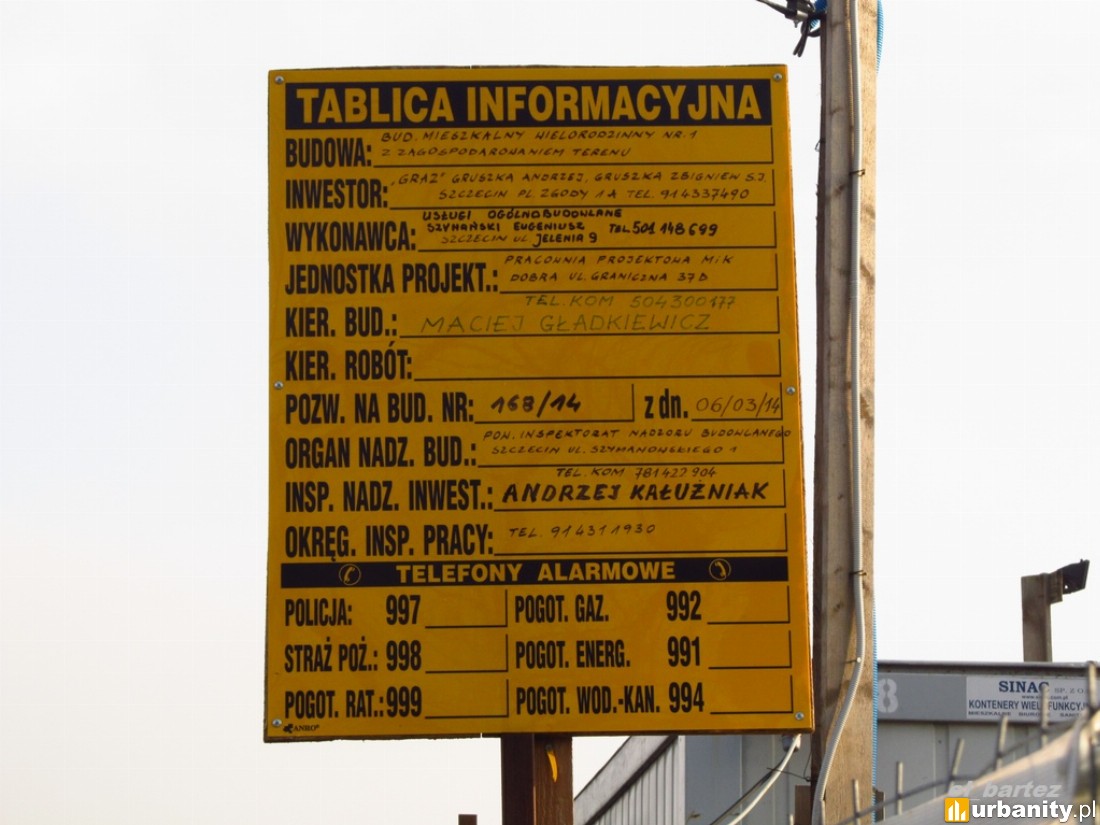 TABLICA INFORMACYJNA
BUDOWA: BUD. MIESZKALNY WIELORODZINNY NR. 1
Z ZAGOSPODAROWANIEM TERENU
INWESTOR: "GRAZ" GRUSZKA ANDRZEJ, GRUSZKA ZBIGNIEW S.J.
SZCZECIN PL. ZGODY 1A TEL. 914337490
WYKONAWCA: USŁUGI OGÓLNOBUDOWLANE
SZYMAŃSKI EUGENIUSZ TEL. 501 148 699
SZCZECIN UL. JELENIA 9
JEDNOSTKA PROJEKT.: PRACOWNIA PROJEKTOWA MiK
DOBRA UL. GRANICZNA 37D
TEL. KOM 504300177
KIER. BUD.: MACIEJ GŁADKIEWICZ
KIER. ROBÓT:
POZW. NA BUD. NR: 168/14 z dn. 06/03/14
ORGAN NADZ. BUD.: POW. INSPEKTORAT NADZORU BUDOWLANEGO
SZCZECIN UL. SZYMANOWSKIEGO 1
TEL. KOM 781427904
INSP. NADZ. INWEST.: ANDRZEJ KAŁUŻNIAK
OKRĘG. INSP. PRACY: TEL. 914311930
TELEFONY ALARMOWE
POLICJA: 997 POGOT. GAZ. 992
STRAŻ POŻ.: 998 POGOT. ENERG. 991
POGOT. RAT.: 999 POGOT. WOD.-KAN. 994
ANRO
8
SINAC SP. Z O.O.
KONTENERY WIELOFUNKCYJ
el_bartez
urbanity.pl